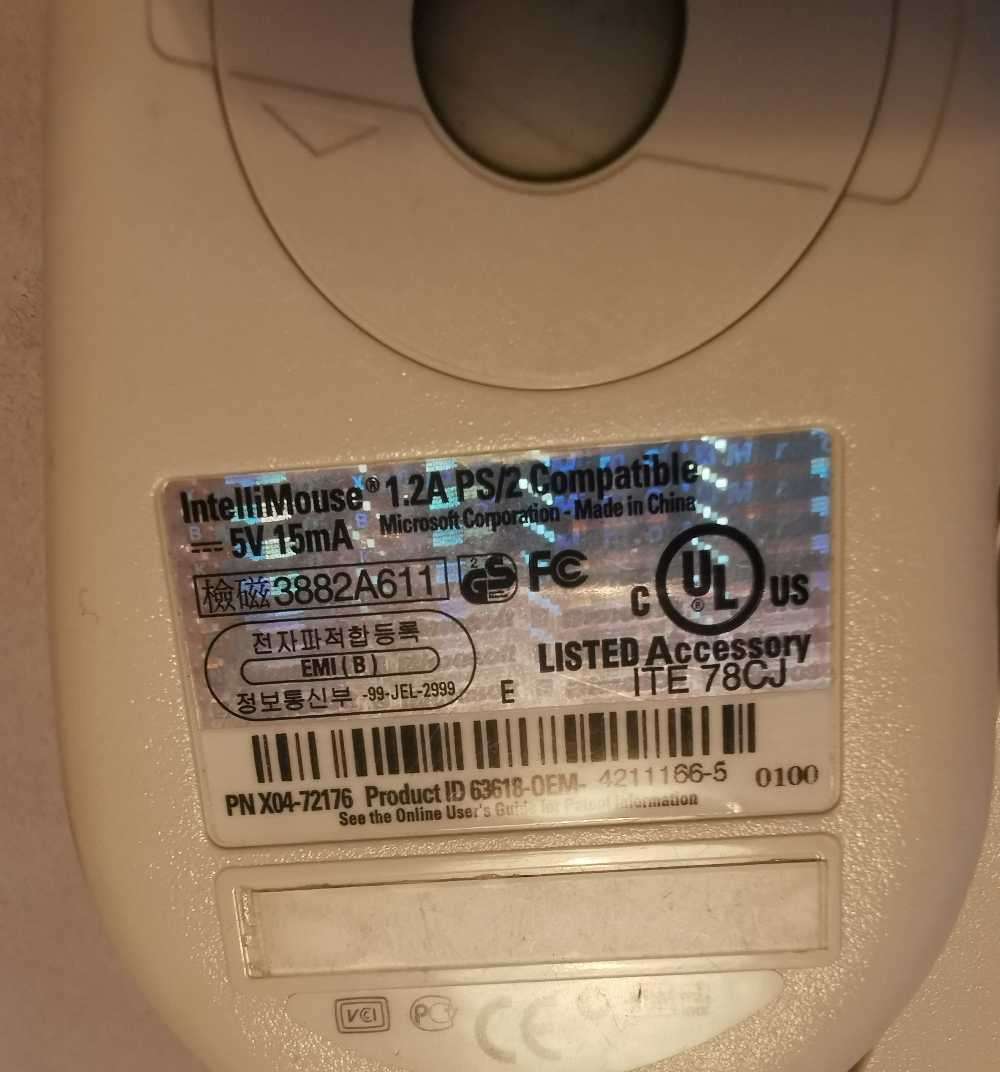 IntelliMouse® 1.2A PS/2 Compatible
5V 15mA Microsoft Corporation - Made in China
檢磁3882A611 GS FC C UL® US
전자파적합등록
EMI ( B )
정보통신부 -99-JEL-2999
E
LISTED Accessory
ITE 78CJ
PN X04-72176 Product ID 63618-OEM- 4211166-5 0100
See the Online User's Guide for Patent Information
VCI PCT CE